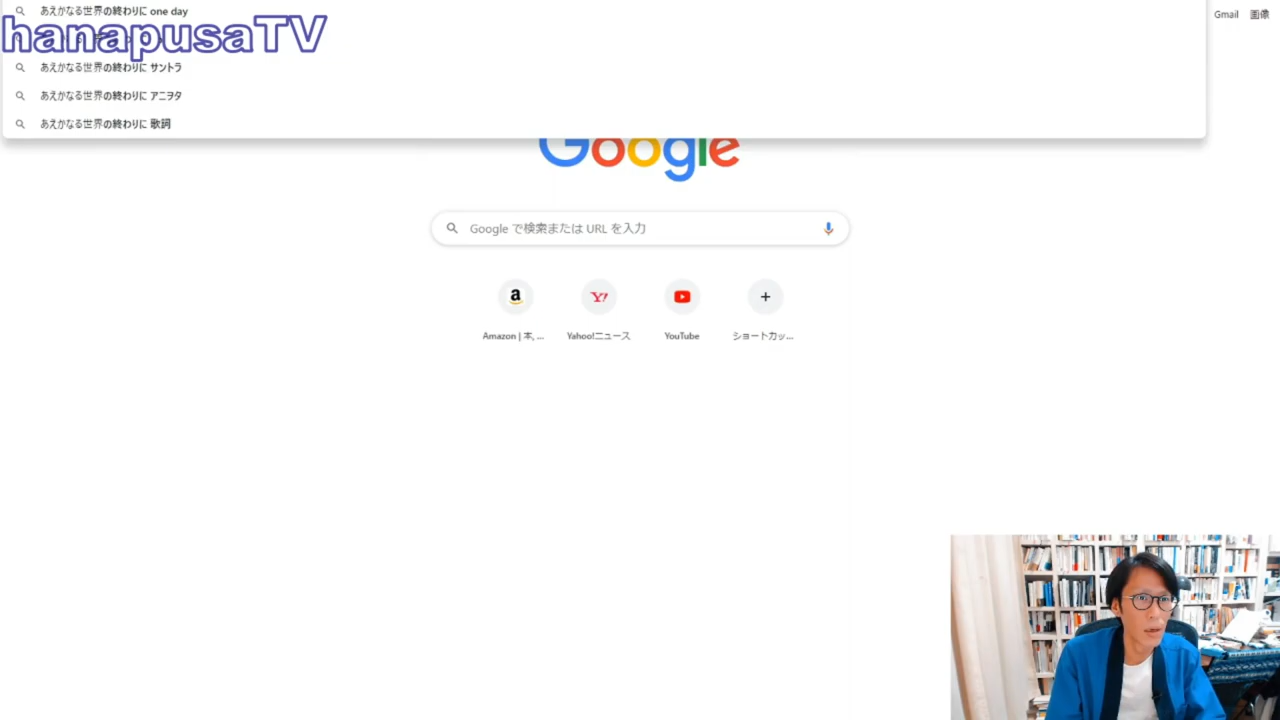 あえかなる世界の終わりに one day
hanapusaTV
あえかなる世界の終わりに サントラ
あえかなる世界の終わりに アニヲタ
あえかなる世界の終わりに 歌詞
Gmail 画像
Google
Google で検索または URL を入力
Amazon | 本, ... Yahoo!ニュース YouTube ショートカッ...